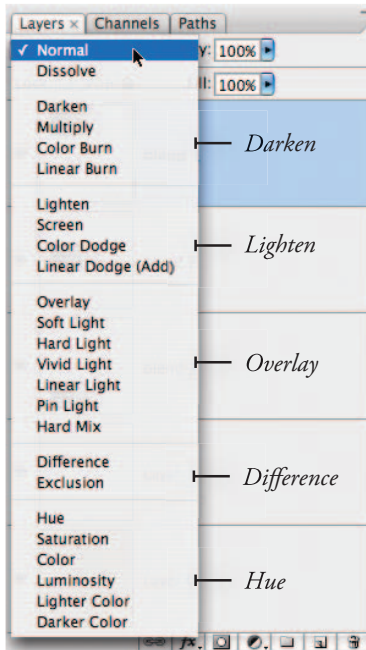 Layers × Channels Paths
✓ Normal y: 100%
Dissolve ll: 100%
Darken
Multiply
Color Burn Darken
Linear Burn
Lighten
Screen
Color Dodge Lighten
Linear Dodge (Add)
Overlay
Soft Light
Hard Light
Vivid Light Overlay
Linear Light
Pin Light
Hard Mix
Difference
Exclusion Difference
Hue
Saturation
Color
Luminosity Hue
Lighter Color
Darker Color
fx.